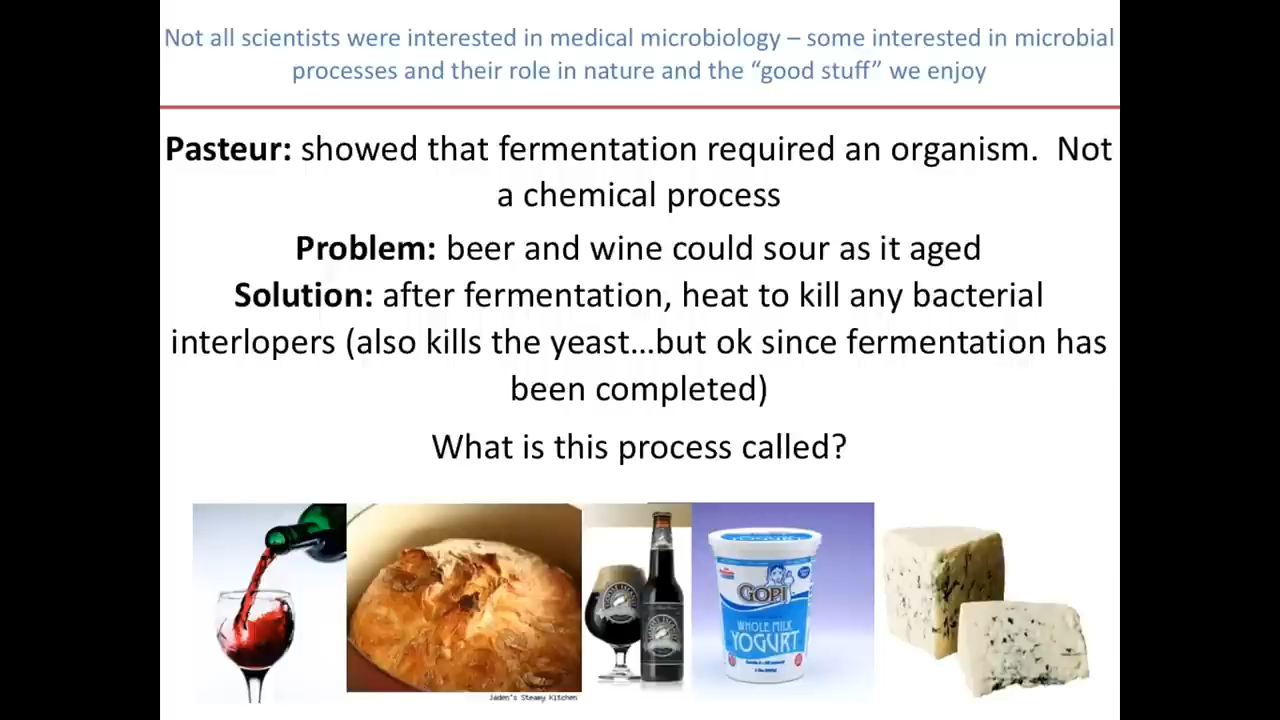 Not all scientists were interested in medical microbiology – some interested in microbial
processes and their role in nature and the “good stuff” we enjoy
Pasteur: showed that fermentation required an organism.  Not
a chemical process
Problem: beer and wine could sour as it aged
Solution: after fermentation, heat to kill any bacterial
interlopers (also kills the yeast…but ok since fermentation has
been completed)
What is this process called?
GOPI
WHOLE MILK
YOGURT
Jaden's Steamy Kitchen